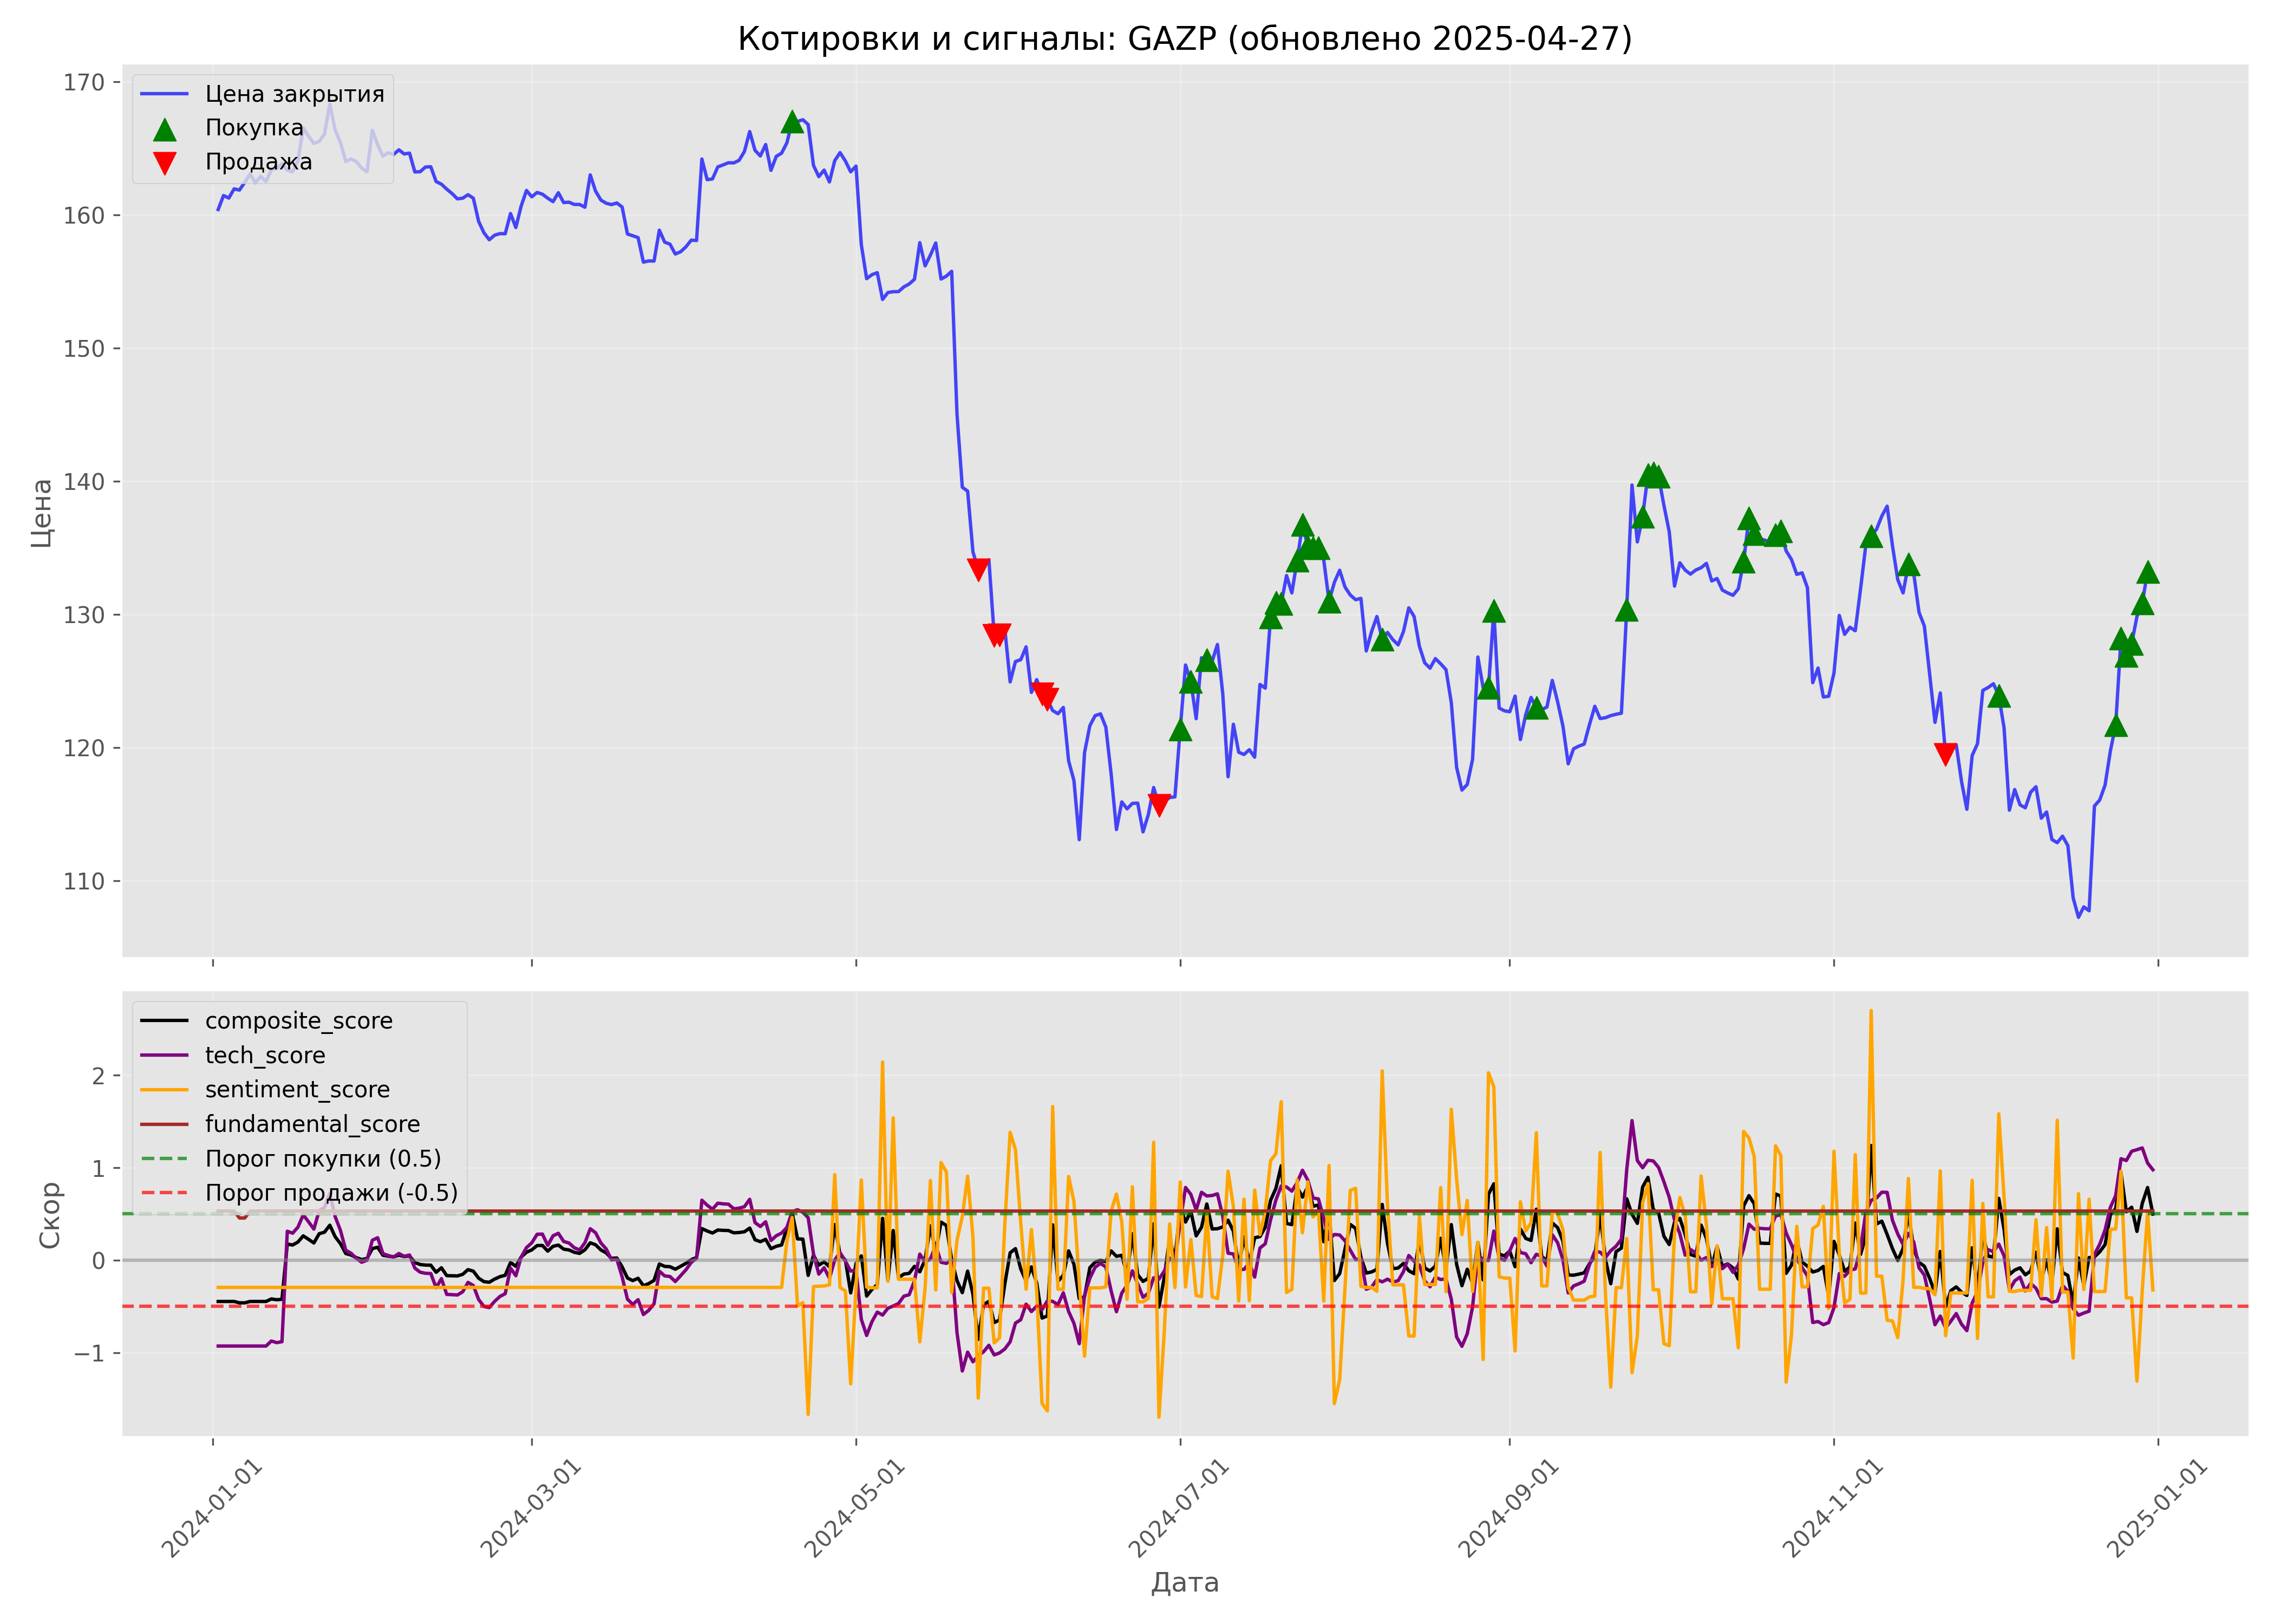 Котировки и сигналы: GAZP (обновлено 2025-04-27)
Цена закрытия
Покупка
Продажа
170
160
150
140
130
120
110
Цена
composite_score
tech_score
sentiment_score
fundamental_score
Порог покупки (0.5)
Порог продажи (-0.5)
2
1
0
−1
Скор
2024-01-01
2024-03-01
2024-05-01
2024-07-01
2024-09-01
2024-11-01
2025-01-01
Дата